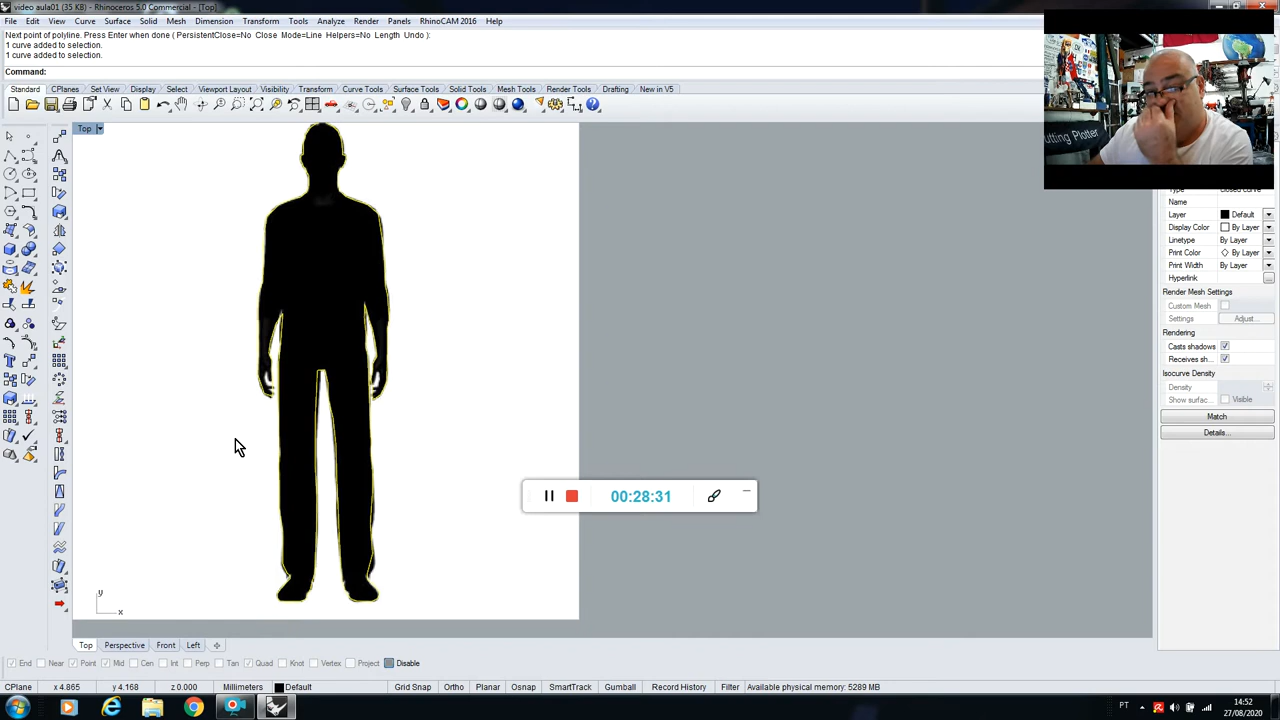 video aula01 (35 KB) - Rhinoceros 5.0 Commercial - [Top]
File Edit View Curve Surface Solid Mesh Dimension Transform Tools Analyze Render Panels RhinoCAM 2016 Help
Next point of polyline. Press Enter when done ( PersistentClose=No Close Mode=Line Helpers=No Length Undo ):
1 curve added to selection.
1 curve added to selection.
Command:
Standard CPlanes Set View Display Select Viewport Layout Visibility Transform Curve Tools Surface Tools Solid Tools Mesh Tools Render Tools Drafting New in V5
Top
utting Plotter
Type Closed curve
Name
Layer Default
Display Color By Layer
Linetype By Layer
Print Color By Layer
Print Width By Layer
Hyperlink ...
Render Mesh Settings
Custom Mesh
Settings Adjust...
Rendering
Casts shadows
Receives sh...
Isocurve Density
Density
Show surfac... Visible
Match
Details...
00:28:31
y
x
Top Perspective Front Left
End Near Point Mid Cen Int Perp Tan Quad Knot Vertex Project Disable
CPlane x 4.865 y 4.168 z 0.000 Millimeters Default Grid Snap Ortho Planar Osnap SmartTrack Gumball Record History Filter Available physical memory: 5289 MB
PT 14:52
27/08/2020